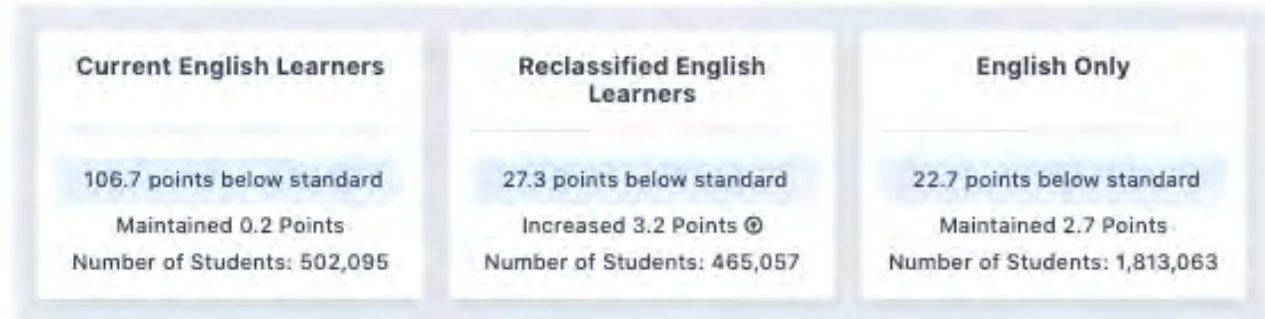 Current English Learners
106.7 points below standard
Maintained 0.2 Points
Number of Students: 502,095
Reclassified English
Learners
27.3 points below standard
Increased 3.2 Points
Number of Students: 465,057
English Only
22.7 points below standard
Maintained 2.7 Points
Number of Students: 1,813,063